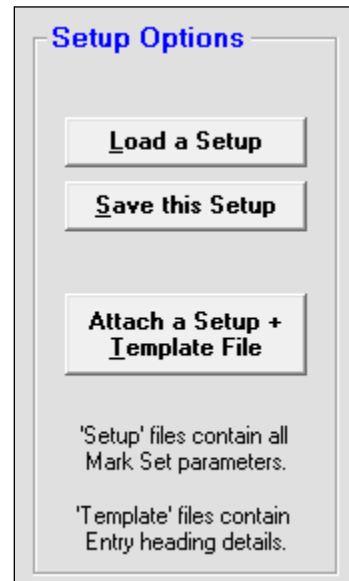 Setup Options
Load a Setup
Save this Setup
Attach a Setup +
Template File
'Setup' files contain all
Mark Set parameters.
'Template' files contain
Entry heading details.